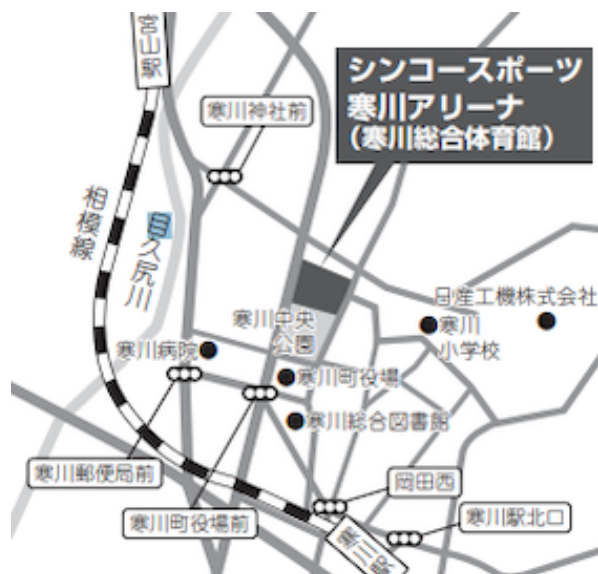 宮山駅
シンコースポーツ
寒川アリーナ
（寒川総合体育館）
寒川神社前
相模線
目久尻川
日産工機株式会社
寒川
小学校
寒川中央
公園
寒川病院
寒川町役場
寒川総合図書館
寒川郵便局前
岡田西
寒川町役場前
寒川駅北口